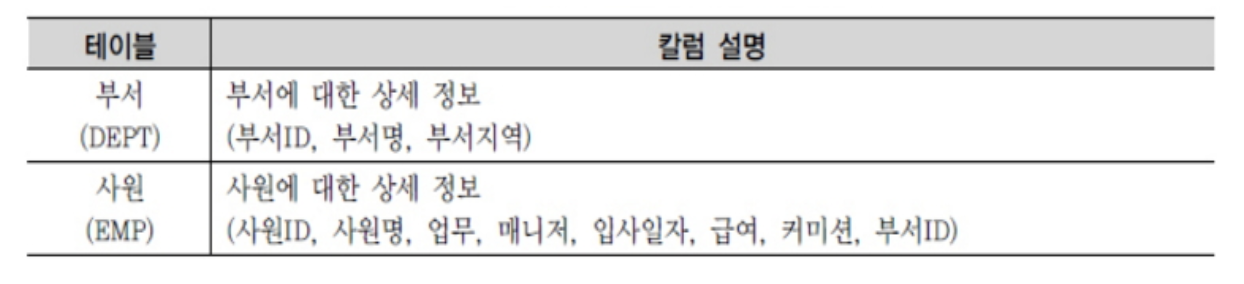 테이블 칼럼 설명
부서 부서에 대한 상세 정보
(DEPT) (부서ID, 부서명, 부서지역)
사원 사원에 대한 상세 정보
(EMP) (사원ID, 사원명, 업무, 매니저, 입사일자, 급여, 커미션, 부서ID)